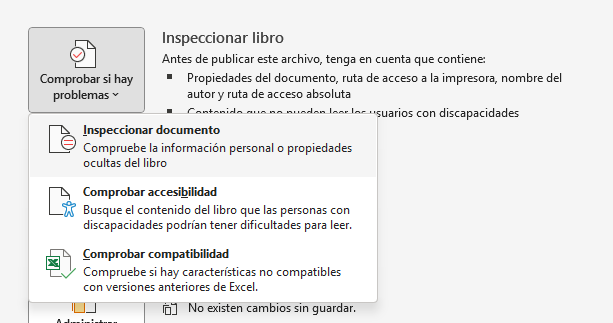 Inspeccionar libro
Antes de publicar este archivo, tenga en cuenta que contiene:
Propiedades del documento, ruta de acceso a la impresora, nombre del
autor y ruta de acceso absoluta
Contenido que no pueden leer los usuarios con discapacidades
Comprobar si hay
problemas
Inspeccionar documento
Compruebe la información personal o propiedades
ocultas del libro
Comprobar accesibilidad
Busque el contenido del libro que las personas con
discapacidades podrían tener dificultades para leer.
Comprobar compatibilidad
Compruebe si hay características no compatibles
con versiones anteriores de Excel.
Administrar
No existen cambios sin guardar.